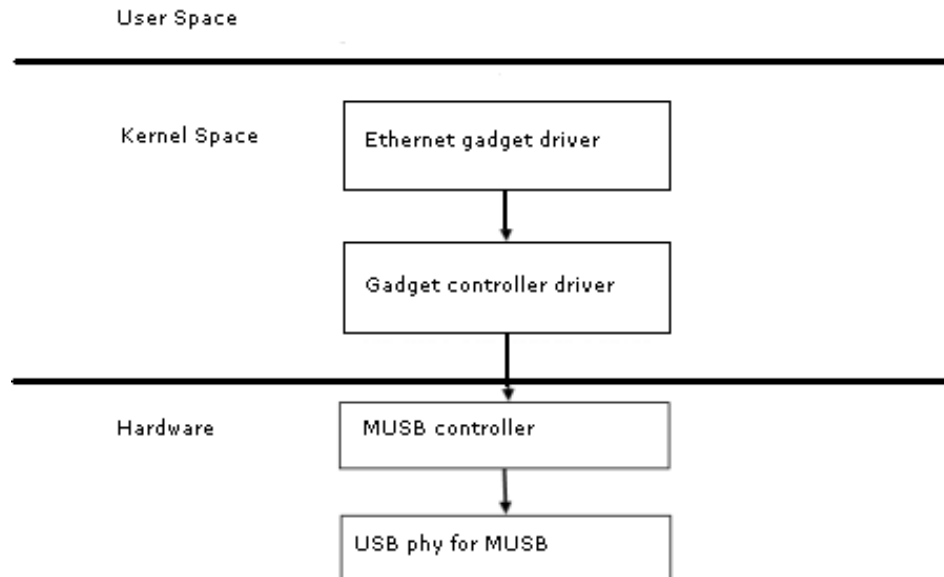 User Space
Kernel Space
Ethernet gadget driver
Gadget controller driver
Hardware
MUSB controller
USB phy for MUSB